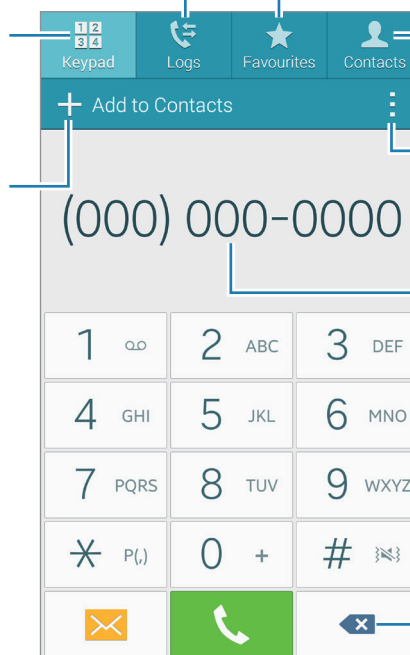 Keypad Logs Favourites Contacts
Add to Contacts
(000) 000-0000
1 2 ABC 3 DEF
4 GHI 5 JKL 6 MNO
7 PQRS 8 TUV 9 WXYZ
* P(,) 0 + #